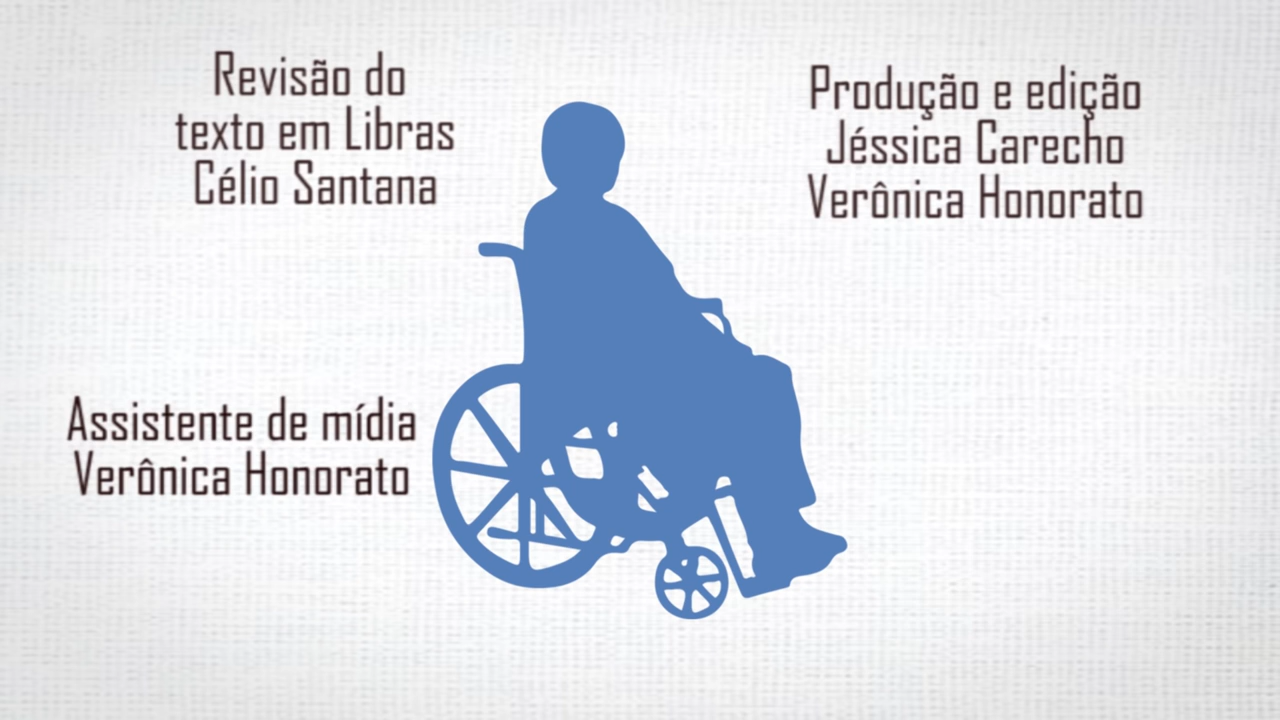 Revisão do
texto em Libras
Célio Santana
Produção e edição
Jéssica Carecho
Verônica Honorato
Assistente de mídia
Verônica Honorato